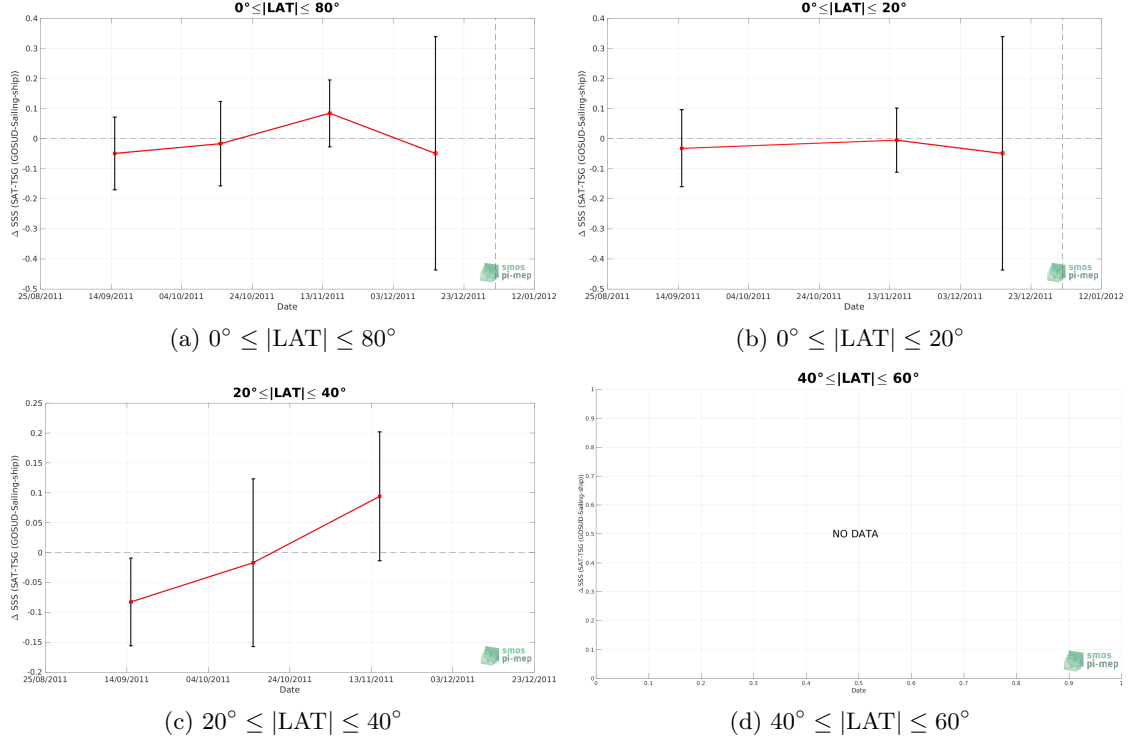 0°≤|LAT|≤ 80°
0.4
0.3
0.2
0.1
0
-0.1
-0.2
-0.3
-0.4
-0.5
Δ SSS (SAT-TSG (GOSUD-Sailing-ship))
25/08/2011 14/09/2011 04/10/2011 24/10/2011 13/11/2011 03/12/2011 23/12/2011 12/01/2012
Date
smos
pi-mep
(a) 0° ≤ |LAT| ≤ 80°
0°≤|LAT|≤ 20°
0.4
0.3
0.2
0.1
0
-0.1
-0.2
-0.3
-0.4
-0.5
Δ SSS (SAT-TSG (GOSUD-Sailing-ship))
25/08/2011 14/09/2011 04/10/2011 24/10/2011 13/11/2011 03/12/2011 23/12/2011 12/01/2012
Date
smos
pi-mep
(b) 0° ≤ |LAT| ≤ 20°
20°≤|LAT|≤ 40°
0.25
0.2
0.15
0.1
0.05
0
-0.05
-0.1
-0.15
-0.2
Δ SSS (SAT-TSG (GOSUD-Sailing-ship))
25/08/2011 14/09/2011 04/10/2011 24/10/2011 13/11/2011 03/12/2011 23/12/2011
Date
smos
pi-mep
(c) 20° ≤ |LAT| ≤ 40°
40°≤|LAT|≤ 60°
1
0.9
0.8
0.7
0.6
0.5
0.4
0.3
0.2
0.1
0
Δ SSS (SAT-TSG (GOSUD-Sailing-ship))
NO DATA
0 0.1 0.2 0.3 0.4 0.5 0.6 0.7 0.8 0.9 1
Date
smos
pi-mep
(d) 40° ≤ |LAT| ≤ 60°